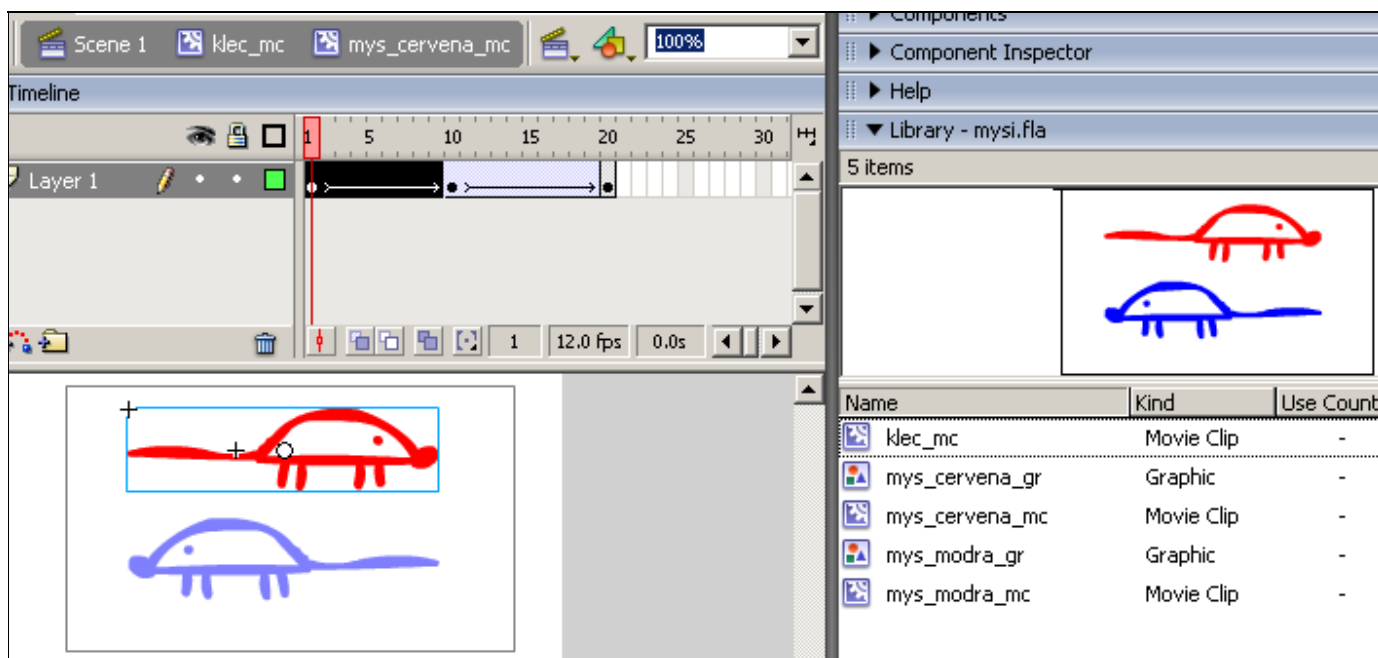 Components
Scene 1 klec_mc mys_cervena_mc 100%
Component Inspector
Timeline
Help
1 5 10 15 20 25 30
Library - mysi.fla
5 items
Layer 1
1 12.0 fps 0.0s
Name Kind Use Count
klec_mc Movie Clip -
mys_cervena_gr Graphic -
mys_cervena_mc Movie Clip -
mys_modra_gr Graphic -
mys_modra_mc Movie Clip -